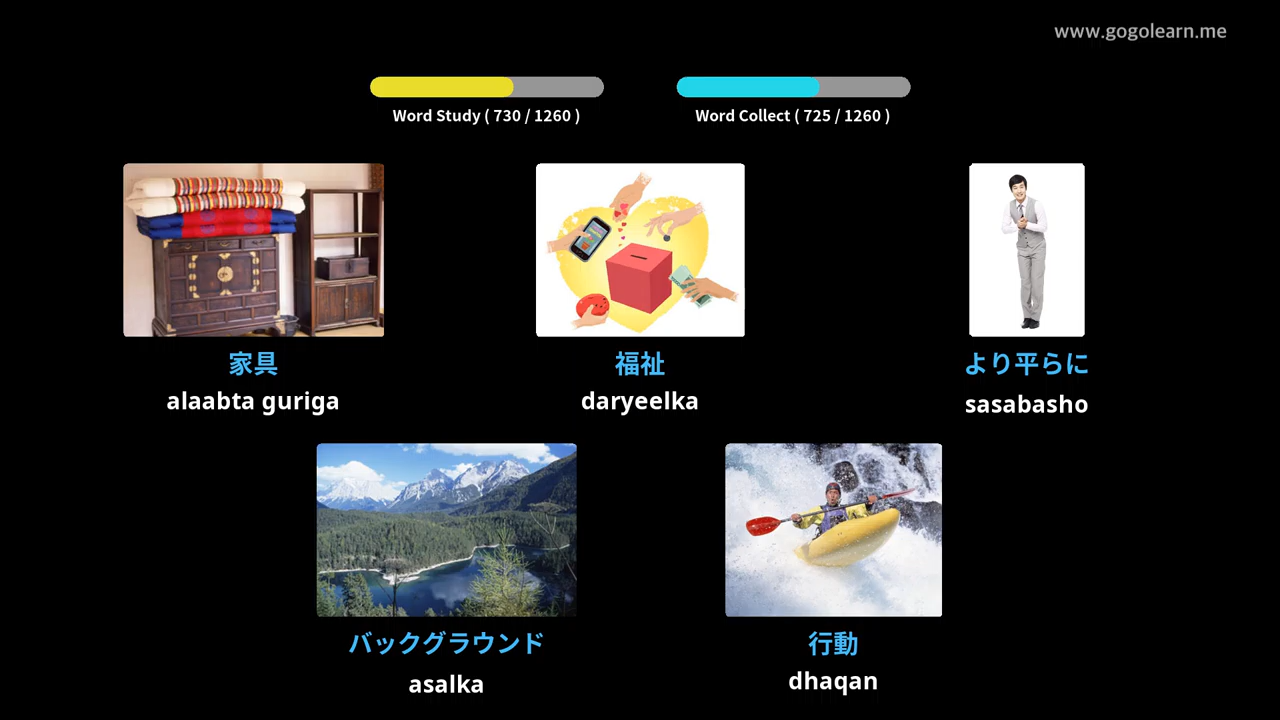 www.gogolearn.me
Word Study ( 730 / 1260 )
Word Collect ( 725 / 1260 )
家具
福祉
より平らに
alaabta guriga
daryeelka
sasabasho
バックグラウンド
行動
asalka
dhaqan